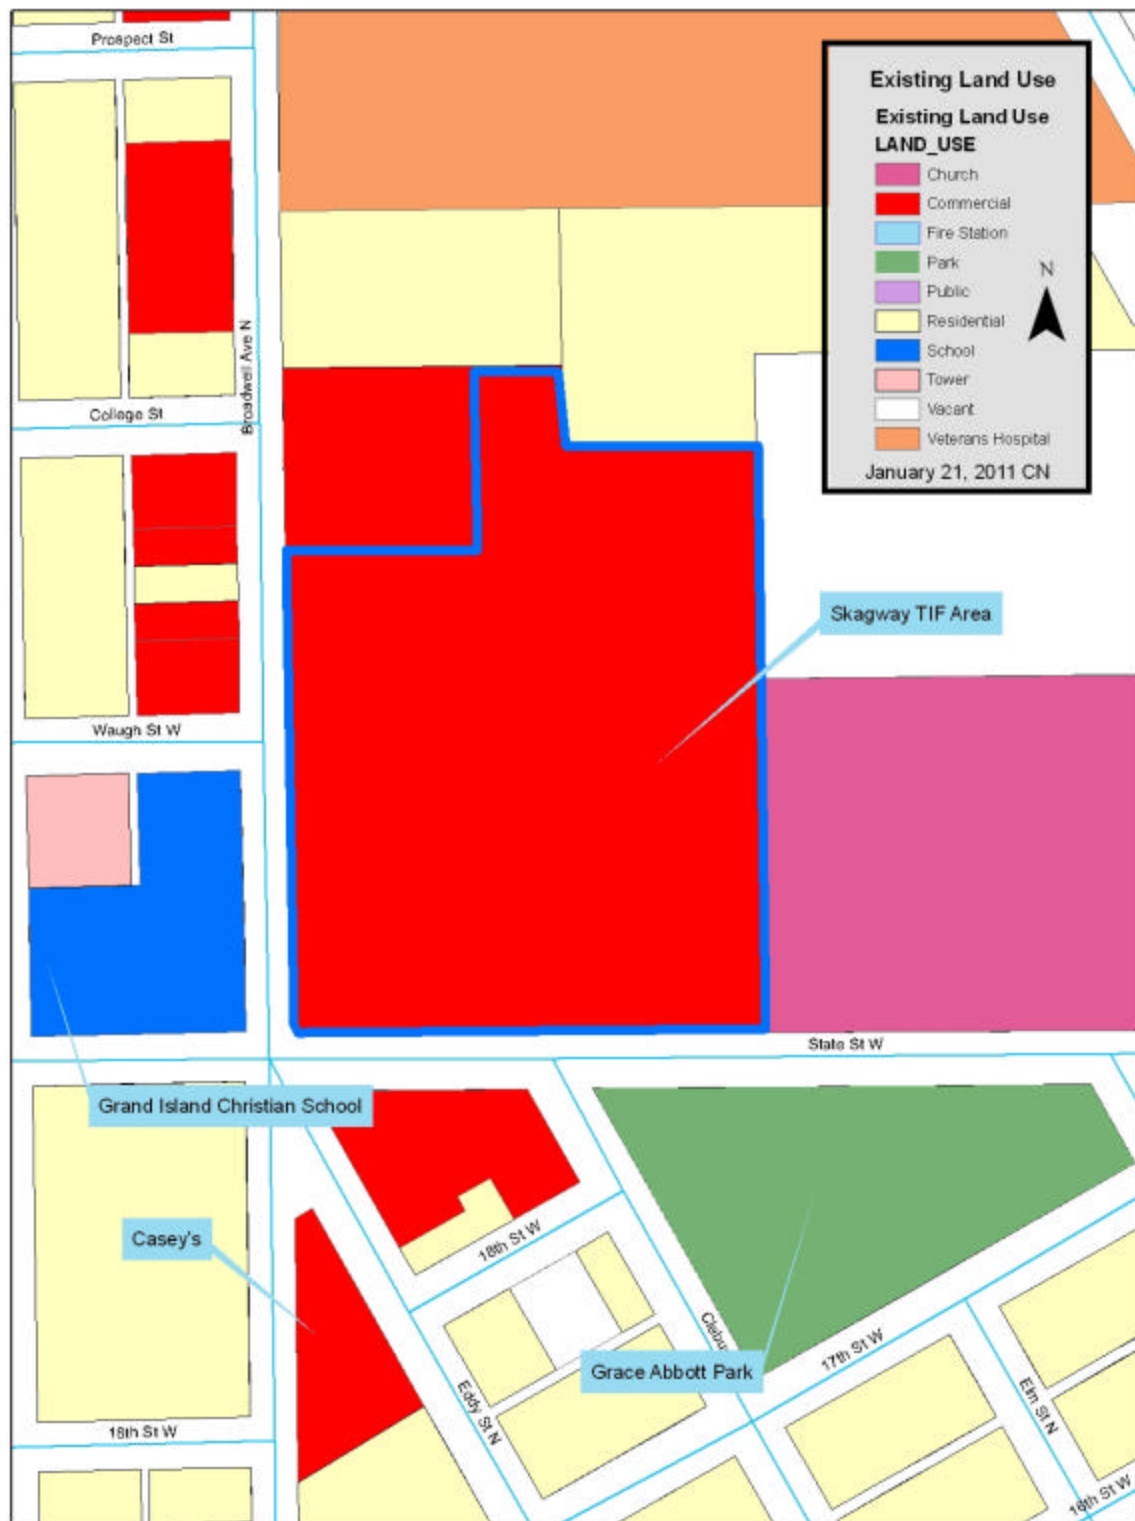 Prospect St
Existing Land Use
Existing Land Use
LAND_USE
Church
Commercial
Fire Station
Park
Public
Residential
School
Tower
Vacant
Veterans Hospital
N
January 21, 2011 CN
Broadwell Ave N
College St
Skagway TIF Area
Waugh St W
State St W
Grand Island Christian School
Casey's
18th St W
Grace Abbott Park
17th St W
Eddy St N
Elm St N
18th St W
16th St W